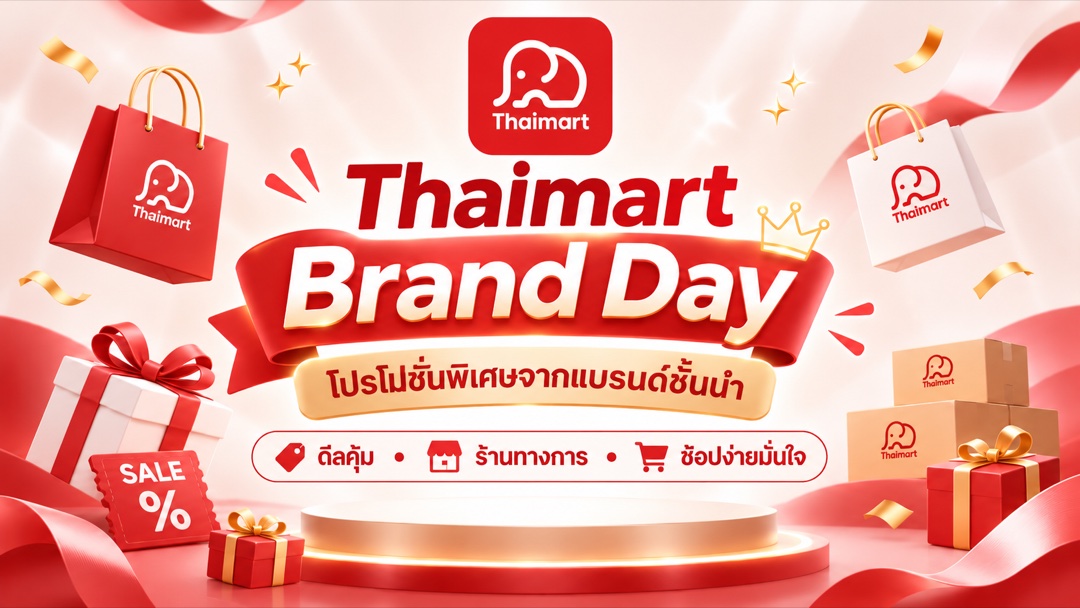 Thaimart
Thaimart
Brand Day
โปรโมชั่นพิเศษจากแบรนด์ชั้นนำ
ดีลคุ้ม • ร้านทางการ • ช้อปง่ายมั่นใจ
Thaimart
Thaimart
SALE
%
Thaimart
Thaimart